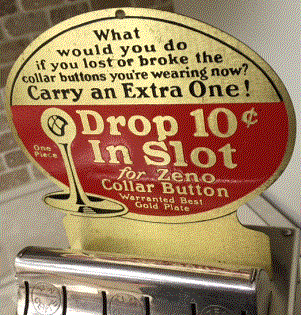 What
would you do
if you lost or broke the
collar buttons you're wearing now?
Carry an Extra One!
Drop 10¢
In Slot
for Zeno
Collar Button
Warranted Best
Gold Plate
One
Piece